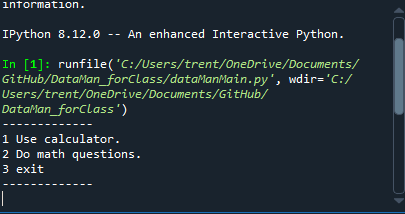 information.
IPython 8.12.0 -- An enhanced Interactive Python.
In [1]: runfile('C:/Users/trent/OneDrive/Documents/
GitHub/DataMan_forClass/dataManMain.py', wdir='C:/
Users/trent/OneDrive/Documents/GitHub/
DataMan_forClass')
-------------
1 Use calculator.
2 Do math questions.
3 exit
-------------